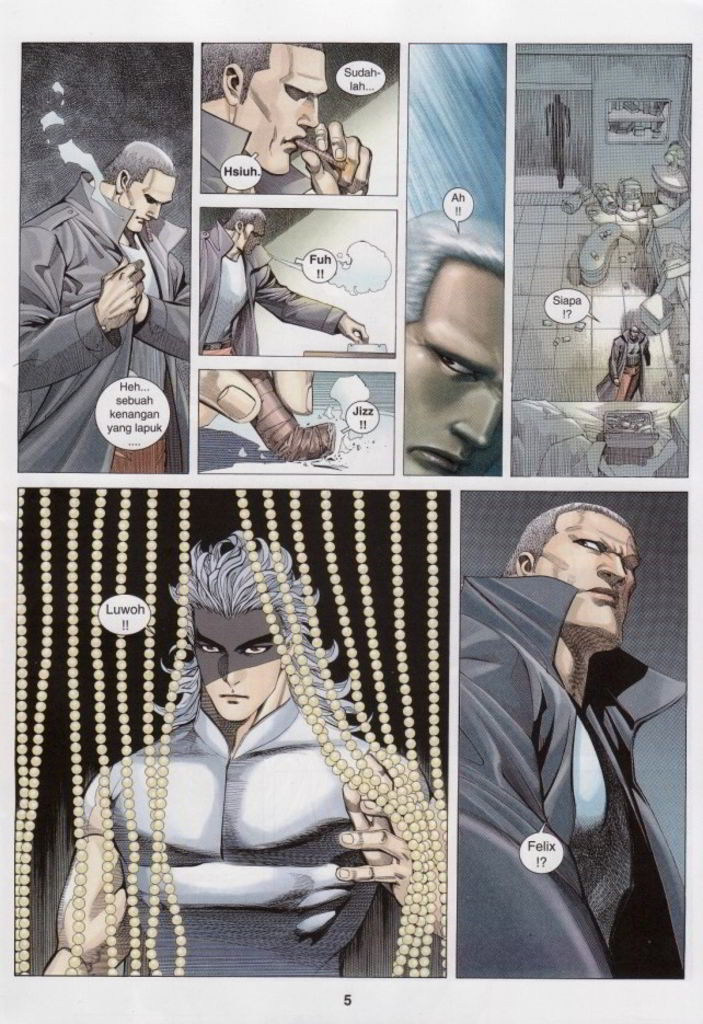 Heh...
sebuah
kenangan
yang lapuk
....
Sudah-
lah...
Hsiuh.
Fuh
!!
Jizz
!!
Ah
!!
Siapa
!?
Luwoh
!!
Felix
!?
5